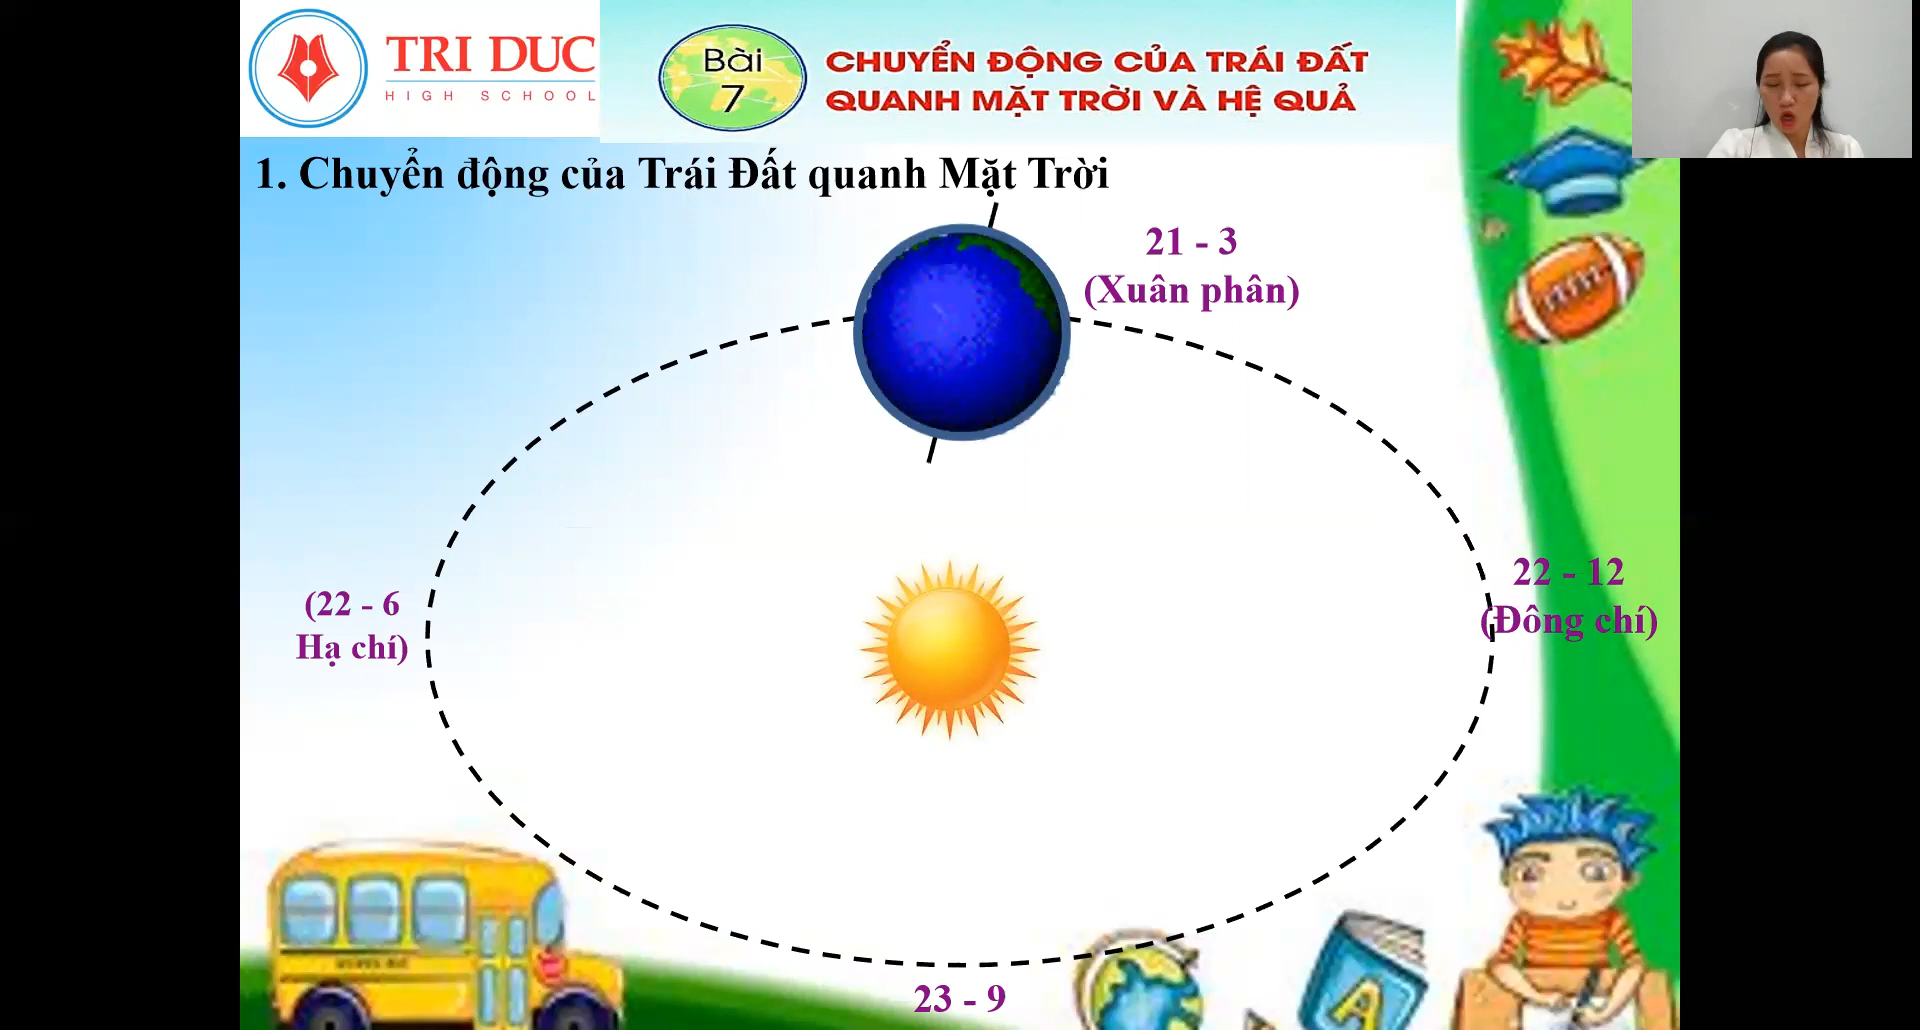 TRI DUC
HIGH SCHOOL
Bài
7
CHUYỂN ĐỘNG CỦA TRÁI ĐẤT
QUANH MẶT TRỜI VÀ HỆ QUẢ
1. Chuyển động của Trái Đất quanh Mặt Trời
21 - 3
(Xuân phân)
22 - 12
(Đông chí)
(22 - 6
Hạ chí)
23 - 9
A